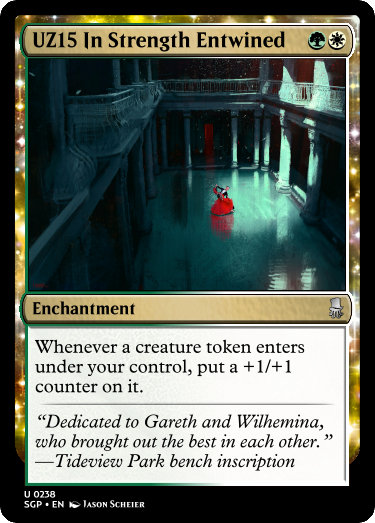 UZ15 In Strength Entwined
Enchantment
Whenever a creature token enters
under your control, put a +1/+1
counter on it.
“Dedicated to Gareth and Wilhemina,
who brought out the best in each other.”
—Tideview Park bench inscription
U 0238
SGP • EN Jason Scheier